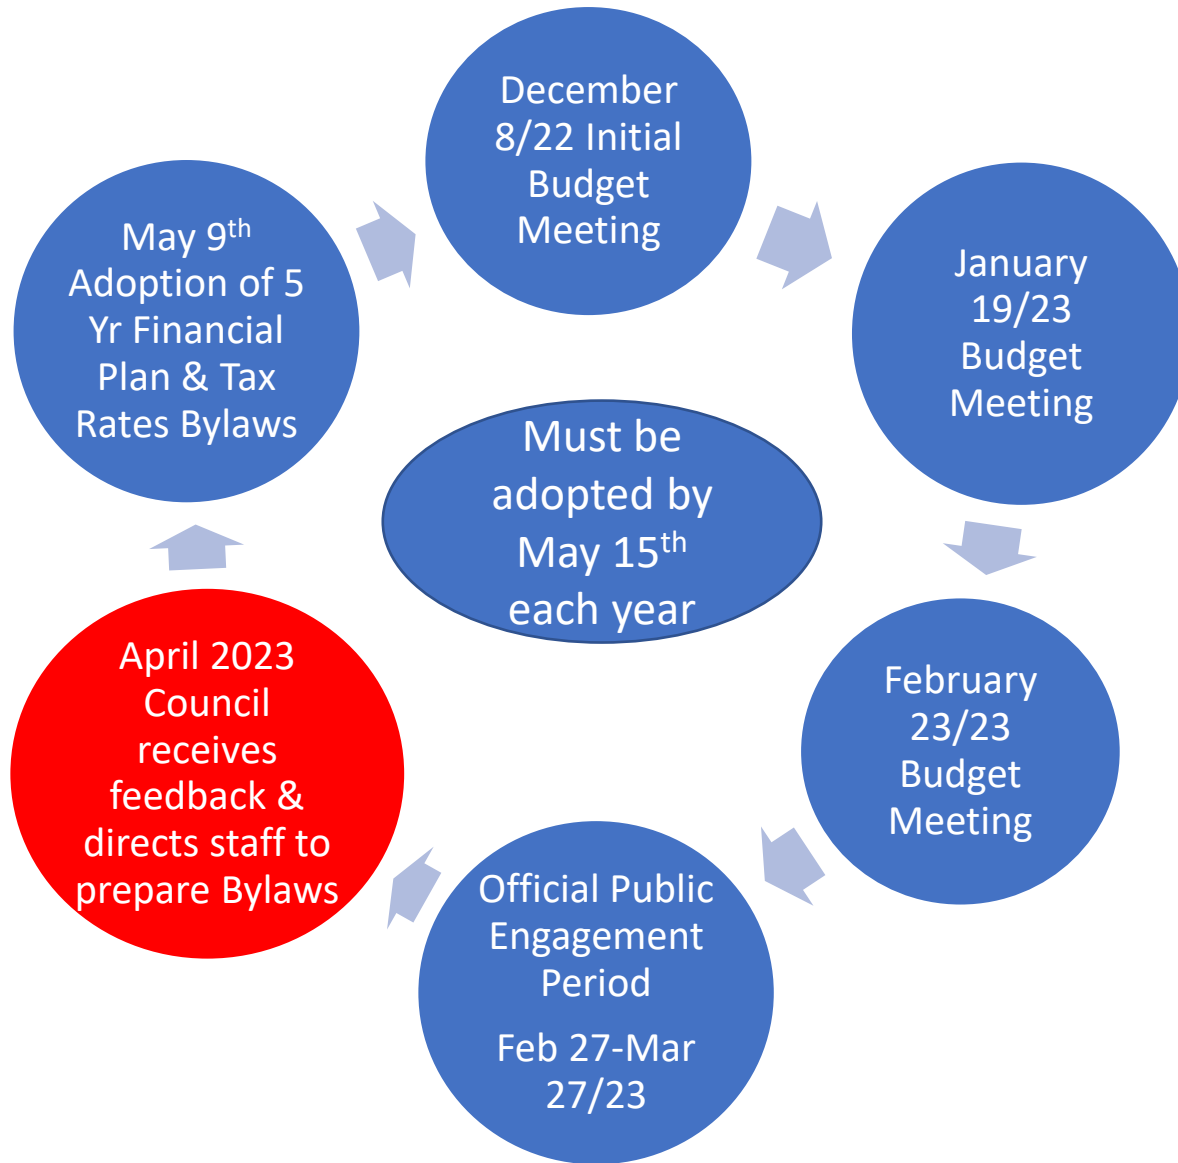 December
8/22 Initial
Budget
Meeting
January
19/23
Budget
Meeting
February
23/23
Budget
Meeting
Official Public
Engagement
Period
Feb 27-Mar
27/23
April 2023
Council
receives
feedback &
directs staff to
prepare Bylaws
May 9th
Adoption of 5
Yr Financial
Plan & Tax
Rates Bylaws
Must be
adopted by
May 15th
each year